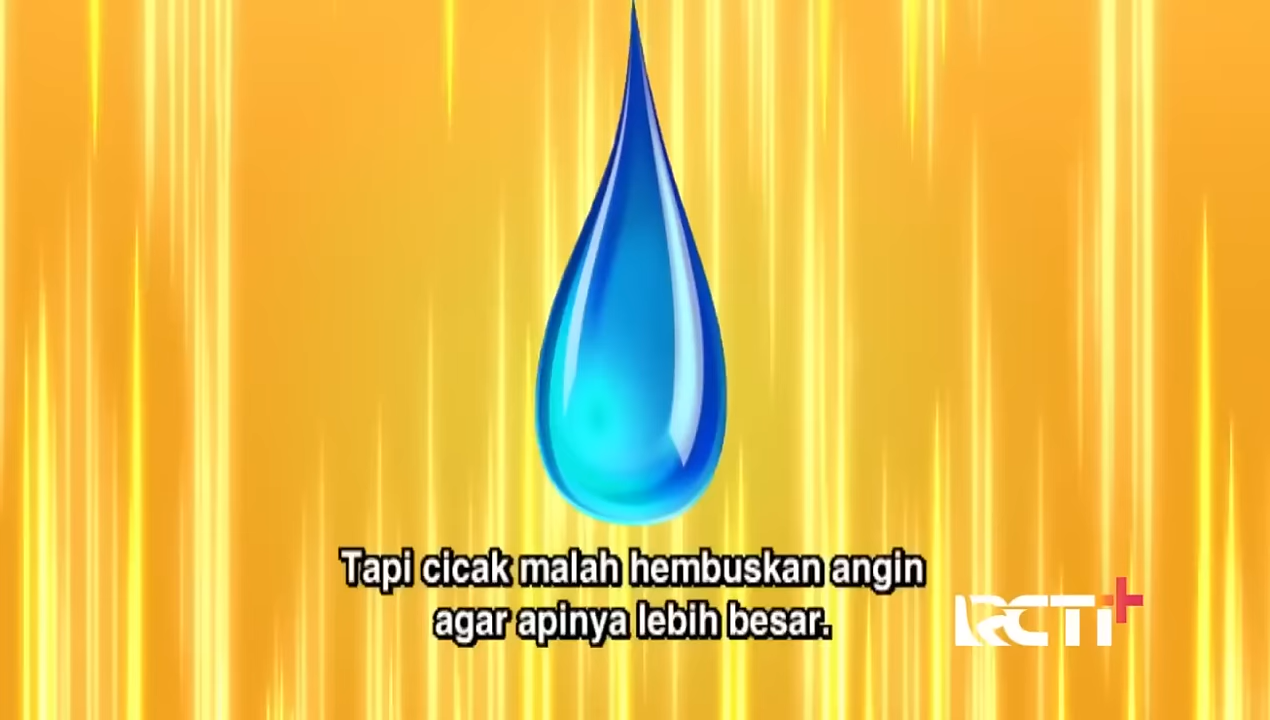 Tapi cicak malah hembuskan angin
agar apinya lebih besar.
RCTI+